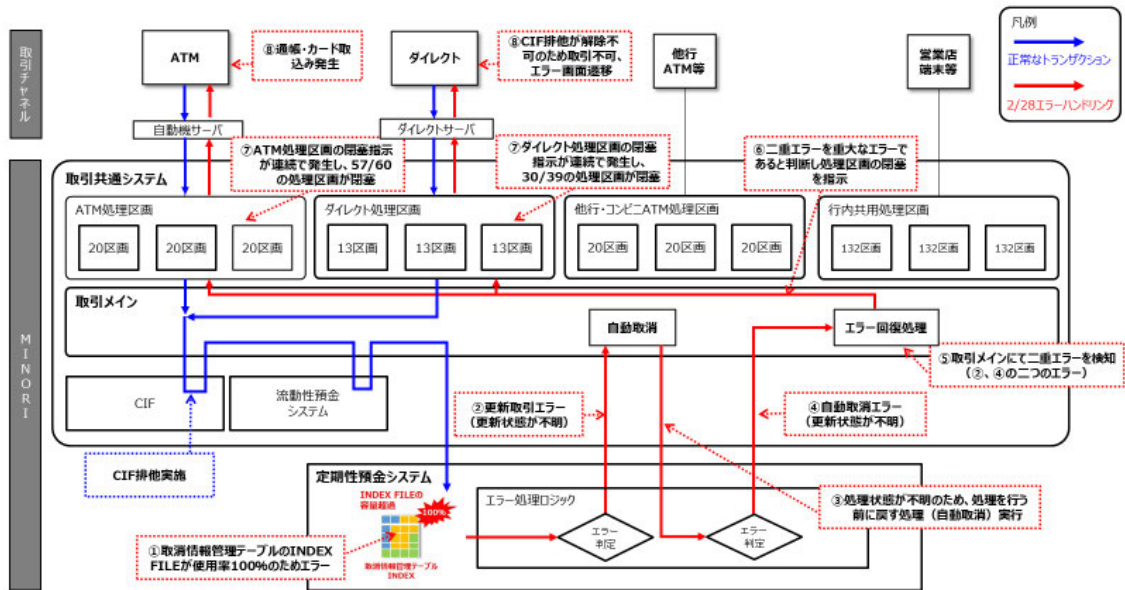 取引チャネル
ATM
⑧通帳・カード取
込み発生
ダイレクト
⑧CIF排他が解除不
可のため取引不可、
エラー画面遷移
他行
ATM等
営業店
端末等
凡例
正常なトランザクション
2/28エラーハンドリング
自動機サーバ
ダイレクトサーバ
MINORI
取引共通システム
⑦ATM処理区画の閉塞指示
が連続で発生し、57/60
の処理区画が閉塞
⑦ダイレクト処理区画の閉塞
指示が連続で発生し、
30/39の処理区画が閉塞
⑥二重エラーを重大なエラーで
あると判断し処理区画の閉塞
を指示
ATM処理区画
20区画
20区画
20区画
ダイレクト処理区画
13区画
13区画
13区画
他行・コンビニATM処理区画
20区画
20区画
20区画
行内共用処理区画
132区画
132区画
132区画
取引メイン
自動取消
エラー回復処理
⑤取引メインにて二重エラーを検知
(②、④の二つのエラー)
CIF
流動性預金
システム
②更新取引エラー
(更新状態が不明)
④自動取消エラー
(更新状態が不明)
CIF排他実施
定期性預金システム
INDEX FILEの
容量超過
100%
取消情報管理テーブル
INDEX
エラー処理ロジック
エラー
判定
エラー
判定
③処理状態が不明のため、処理を行う
前に戻す処理(自動取消)実行
①取消情報管理テーブルのINDEX
FILEが使用率100%のためエラー